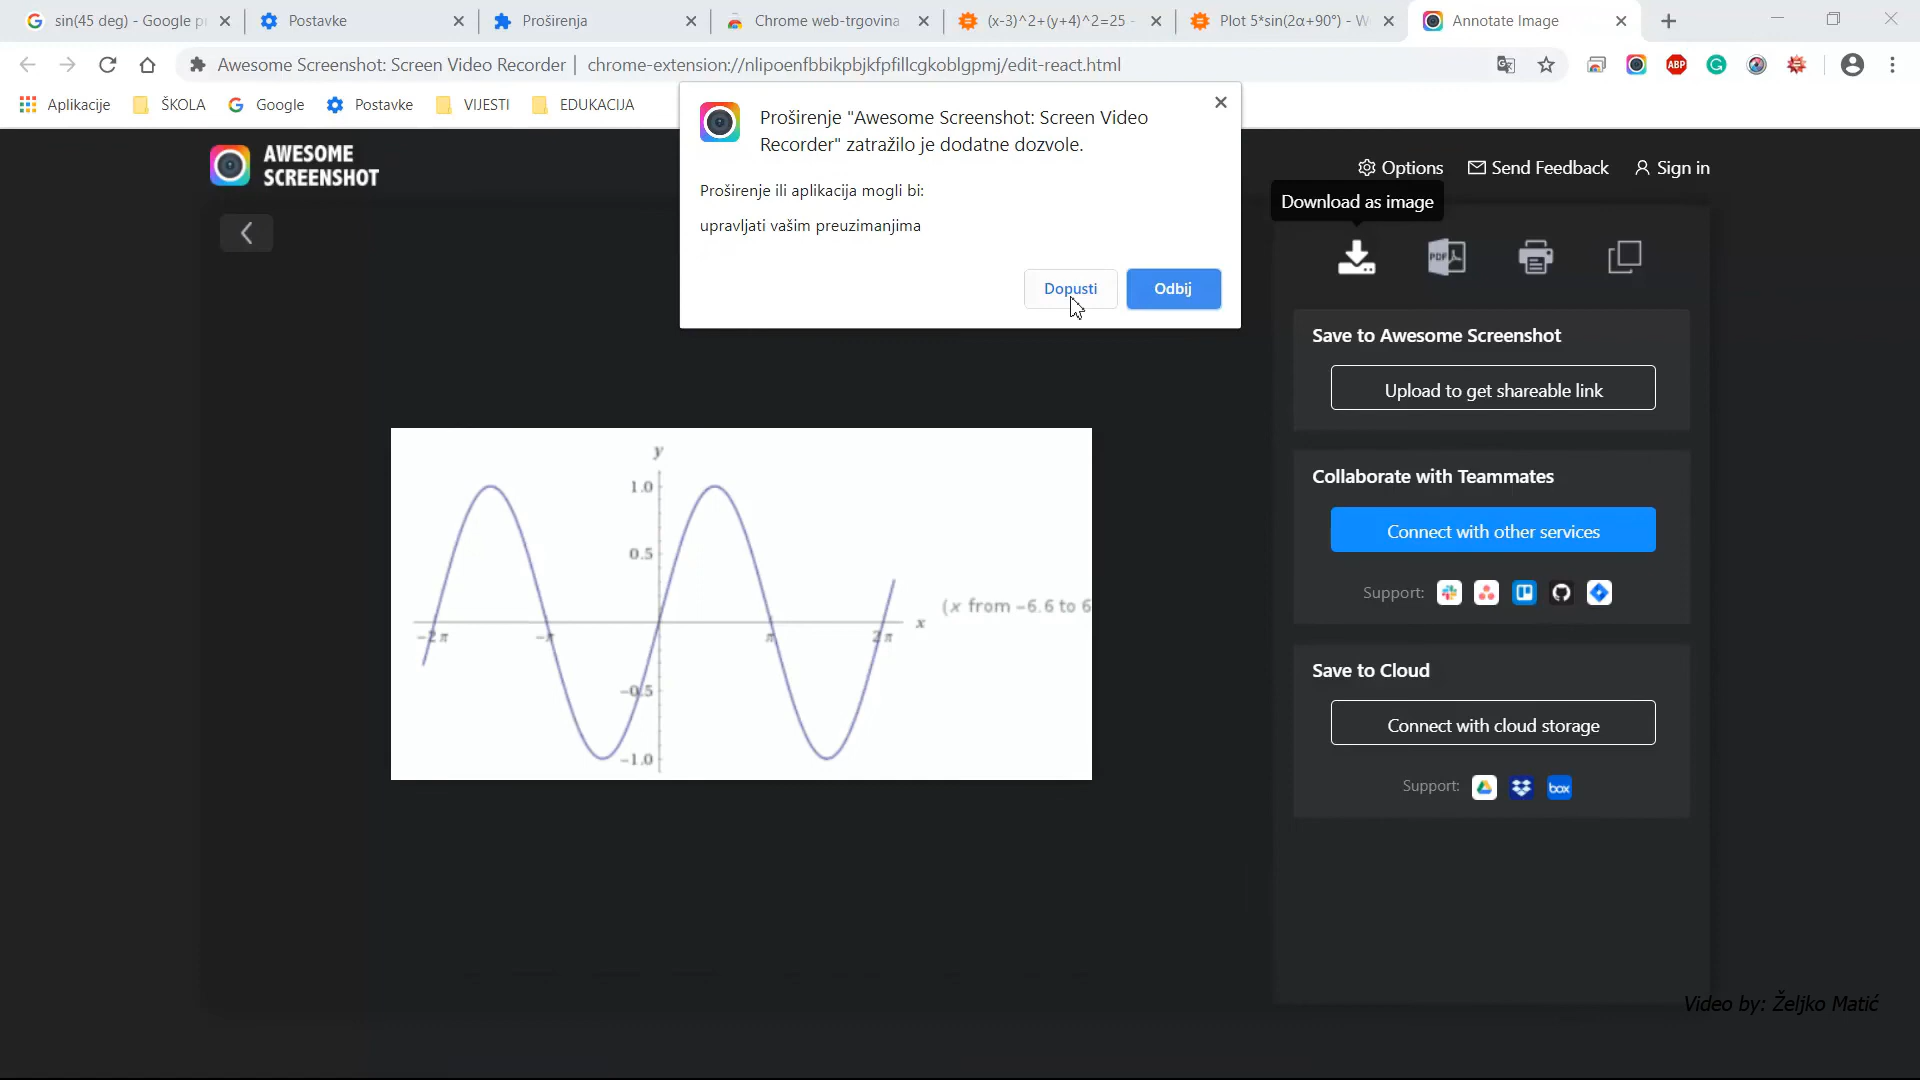 sin(45 deg) - Google p
Postavke
Proširenja
Chrome web-trgovina
(x-3)^2+(y+4)^2=25 -
Plot 5*sin(2α+90°) - W
Annotate Image
Awesome Screenshot: Screen Video Recorder | chrome-extension://nlipoenfbbikpbjkfpfillcgkoblgpmj/edit-react.html
ABP
Aplikacije
ŠKOLA
Google
Postavke
VIJESTI
EDUKACIJA
Proširenje "Awesome Screenshot: Screen Video
Recorder" zatražilo je dodatne dozvole.
Proširenje ili aplikacija mogli bi:
upravljati vašim preuzimanjima
Dopusti
Odbij
AWESOME
SCREENSHOT
Options
Send Feedback
Sign in
Download as image
PDF
Save to Awesome Screenshot
Upload to get shareable link
Collaborate with Teammates
Connect with other services
Support:
Save to Cloud
Connect with cloud storage
Support:
box
y
1.0
0.5
(x from −6.6 to 6
x
−2π
−π
π
2π
−0.5
−1.0
Video by: Željko Matić